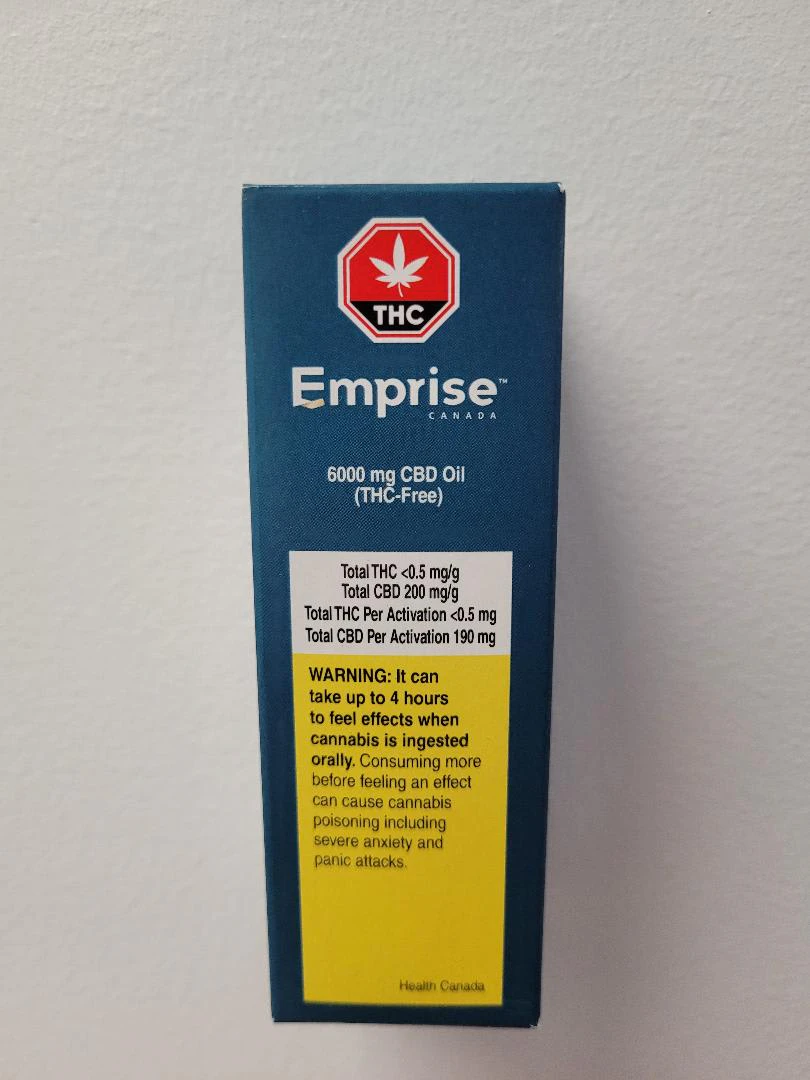 THC
Emprise™
CANADA
6000 mg CBD Oil
(THC-Free)
Total THC <0.5 mg/g
Total CBD 200 mg/g
Total THC Per Activation <0.5 mg
Total CBD Per Activation 190 mg
WARNING: It can
take up to 4 hours
to feel effects when
cannabis is ingested
orally. Consuming more
before feeling an effect
can cause cannabis
poisoning including
severe anxiety and
panic attacks.
Health Canada